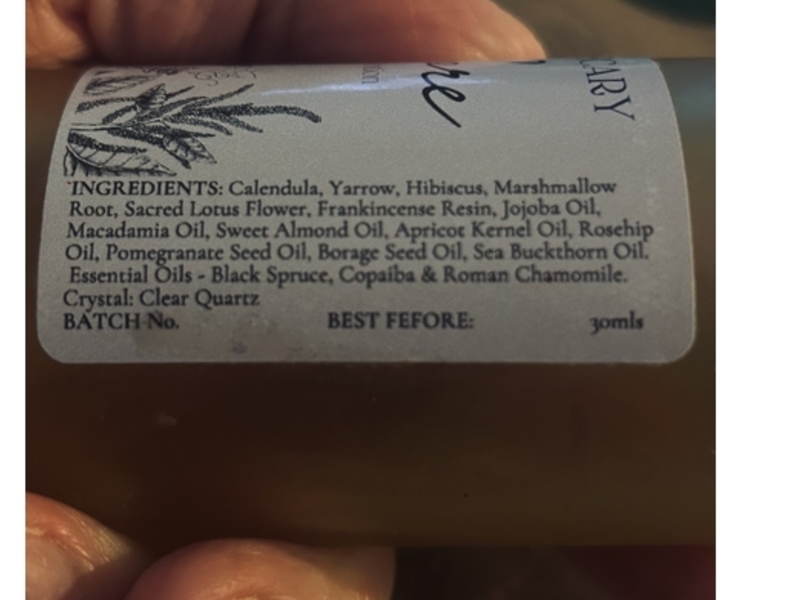 re
CARY
INGREDIENTS: Calendula, Yarrow, Hibiscus, Marshmallow
Root, Sacred Lotus Flower, Frankincense Resin, Jojoba Oil,
Macadamia Oil, Sweet Almond Oil, Apricot Kernel Oil, Rosehip
Oil, Pomegranate Seed Oil, Borage Seed Oil, Sea Buckthorn Oil.
Essential Oils - Black Spruce, Copaiba & Roman Chamomile.
Crystal: Clear Quartz
BATCH No. BEST FEFORE: 30mls